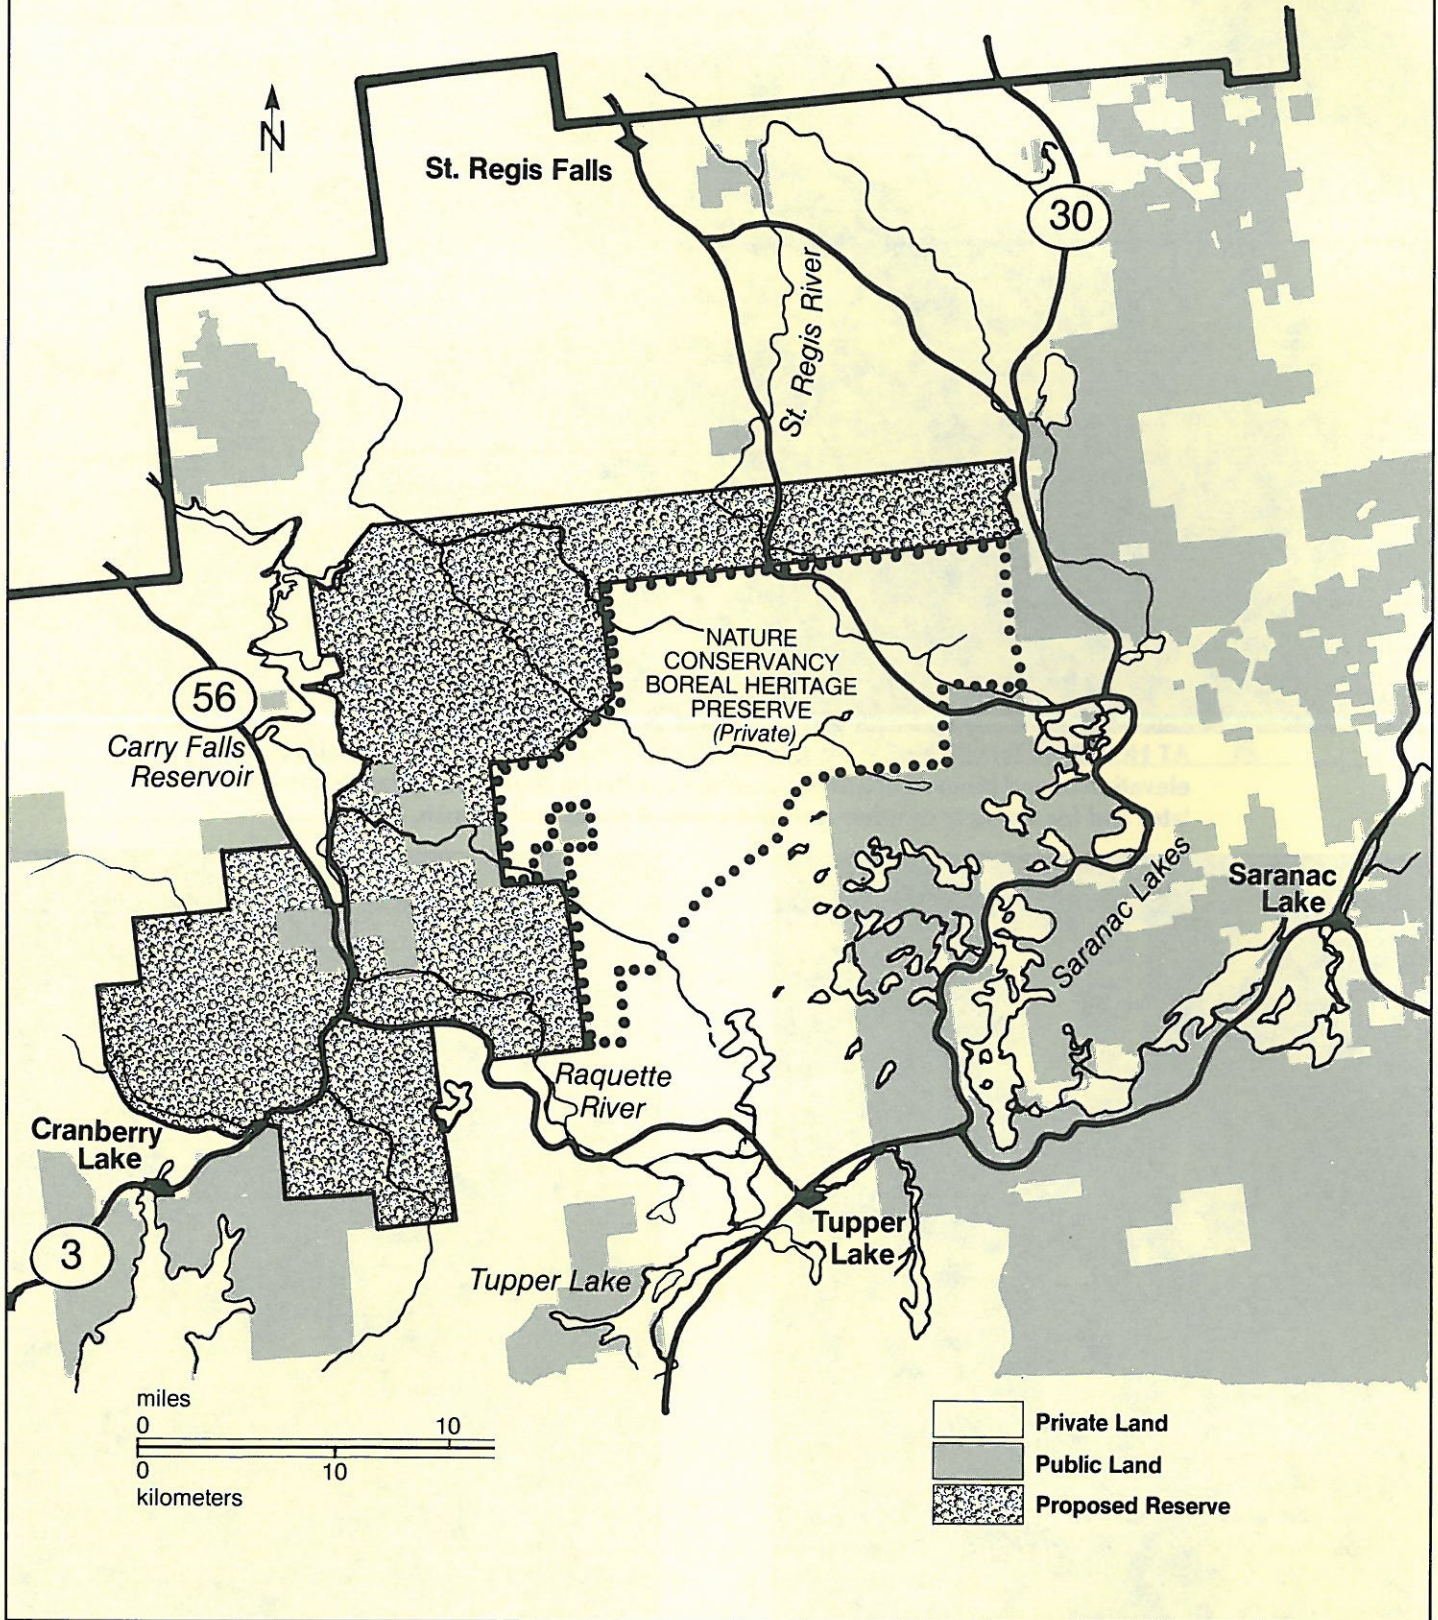 N
St. Regis Falls
30
St. Regis River
NATURE
CONSERVANCY
BOREAL HERITAGE
PRESERVE
(Private)
56
Carry Falls
Reservoir
Saranac Lakes
Saranac
Lake
Raquette
River
Cranberry
Lake
3
Tupper
Lake
Tupper Lake
miles
0 10
0 10
kilometers
Private Land
Public Land
Proposed Reserve